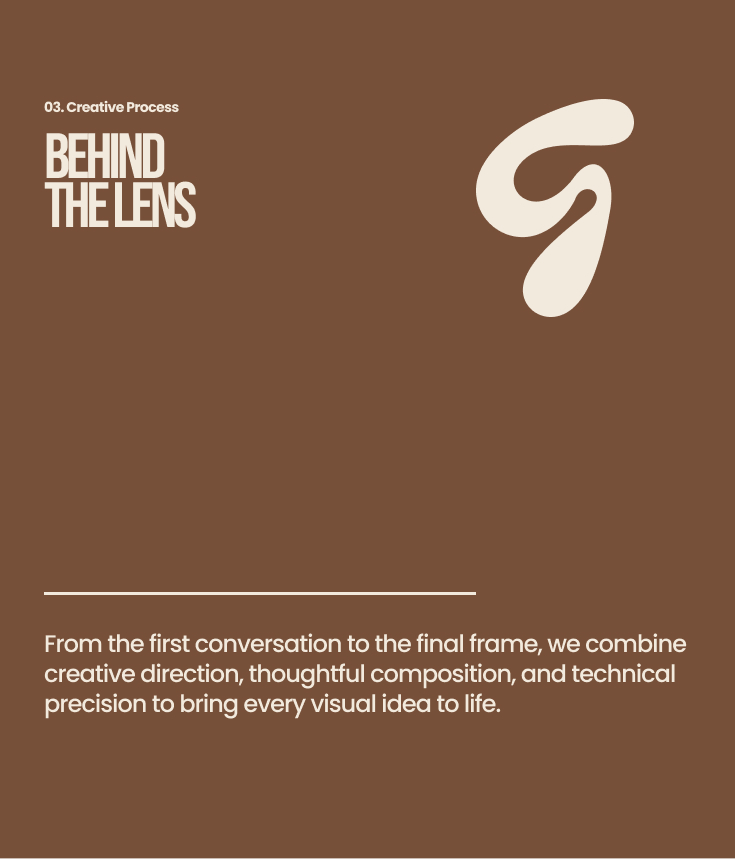 03. Creative Process
BEHIND
THE LENS
From the first conversation to the final frame, we combine
creative direction, thoughtful composition, and technical
precision to bring every visual idea to life.